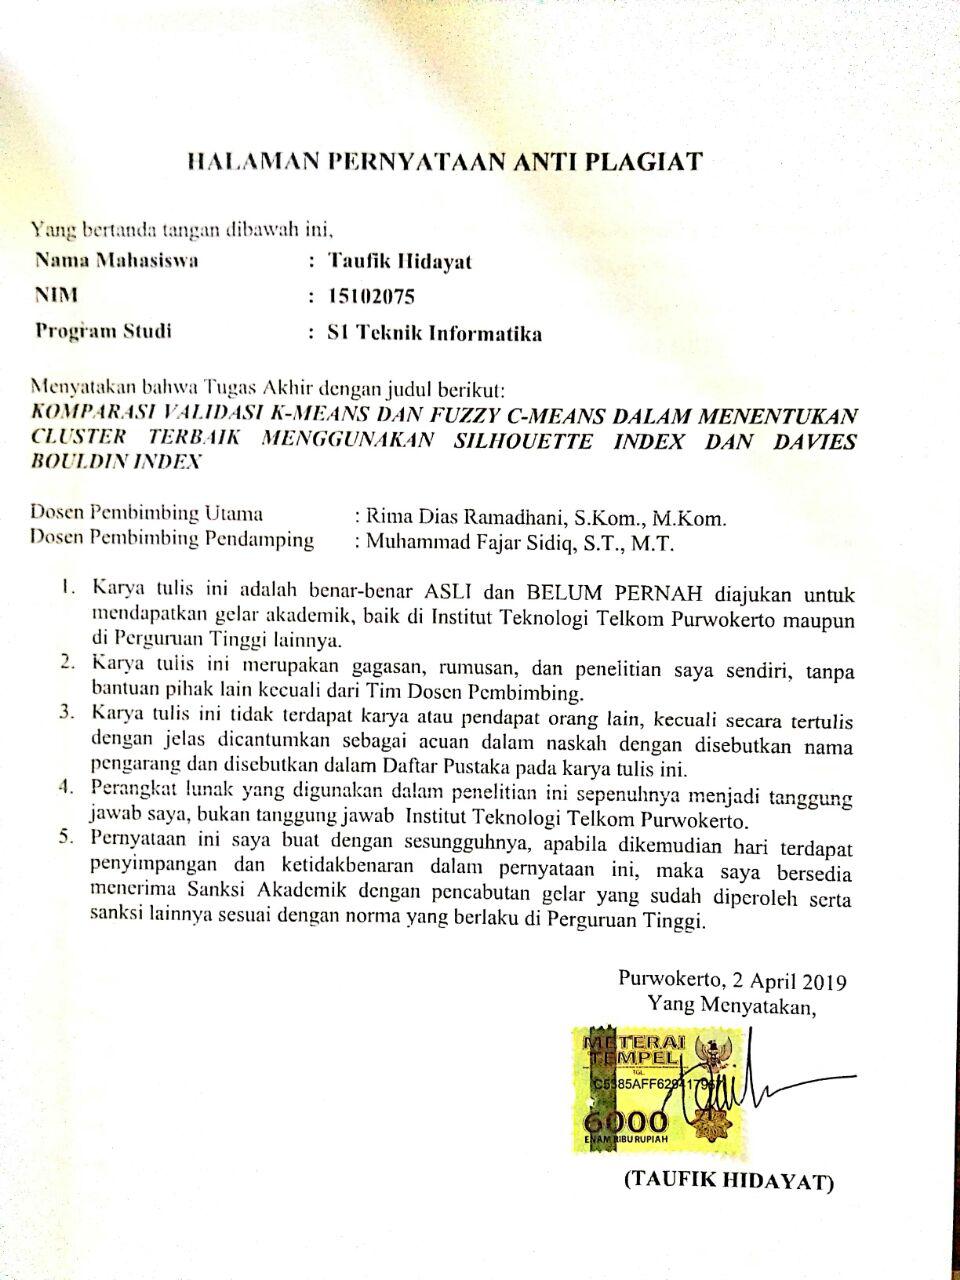 HALAMAN PERNYATAAN ANTI PLAGIAT
Yang bertanda tangan dibawah ini,
Nama Mahasiswa : Taufik Hidayat
NIM : 15102075
Program Studi : S1 Teknik Informatika
Menyatakan bahwa Tugas Akhir dengan judul berikut:
KOMPARASI VALIDASI K-MEANS DAN FUZZY C-MEANS DALAM MENENTUKAN
CLUSTER TERBAIK MENGGUNAKAN SILHOUETTE INDEX DAN DAVIES
BOULDIN INDEX
Dosen Pembimbing Utama : Rima Dias Ramadhani, S.Kom., M.Kom.
Dosen Pembimbing Pendamping : Muhammad Fajar Sidiq, S.T., M.T.
1. Karya tulis ini adalah benar-benar ASLI dan BELUM PERNAH diajukan untuk
mendapatkan gelar akademik, baik di Institut Teknologi Telkom Purwokerto maupun
di Perguruan Tinggi lainnya.
2. Karya tulis ini merupakan gagasan, rumusan, dan penelitian saya sendiri, tanpa
bantuan pihak lain kecuali dari Tim Dosen Pembimbing.
3. Karya tulis ini tidak terdapat karya atau pendapat orang lain, kecuali secara tertulis
dengan jelas dicantumkan sebagai acuan dalam naskah dengan disebutkan nama
pengarang dan disebutkan dalam Daftar Pustaka pada karya tulis ini.
4. Perangkat lunak yang digunakan dalam penelitian ini sepenuhnya menjadi tanggung
jawab saya, bukan tanggung jawab Institut Teknologi Telkom Purwokerto.
5. Pernyataan ini saya buat dengan sesungguhnya, apabila dikemudian hari terdapat
penyimpangan dan ketidakbenaran dalam pernyataan ini, maka saya bersedia
menerima Sanksi Akademik dengan pencabutan gelar yang sudah diperoleh serta
sanksi lainnya sesuai dengan norma yang berlaku di Perguruan Tinggi.
Purwokerto, 2 April 2019
Yang Menyatakan,
METERAI
TEMPEL
TGL.
6000
ENAM RIBU RUPIAH
(TAUFIK HIDAYAT)